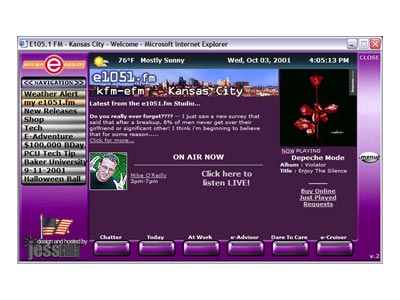 E105.1 FM - Kansas City - Welcome - Microsoft Internet Explorer
76°F Mostly Sunny
Wed, Oct 03, 2001
4:05:13 PM
CLOSE
<< NAVIGATION >>
Weather Alert
my e1051.fm
New Releases
Shop
Tech
E-Adventure
$100,000 BDay
PCU Tech Tip
Baker University
9-11-2001
Halloween Ball
e1051.fm
kfm-efm Kansas City
Latest from the e1051.fm Studio...
Do you really ever forget???? -- I just saw a new survey that
said that after a breakup, 8% of men never get over their
girlfriend or significant other! I think i'm beginning to believe
that for some reason.....
Click for more...
ON AIR NOW
Mike O'Reilly
3pm-7pm
Click here to
listen LIVE!
NOW PLAYING
Depeche Mode
Album : Violator
Title : Enjoy The Silence
Buy Online
Just Played
Requests
menu
design and hosted by
Chatter
Today
At Work
e-Advisor
Dare To Care
e-Cruiser
v.2